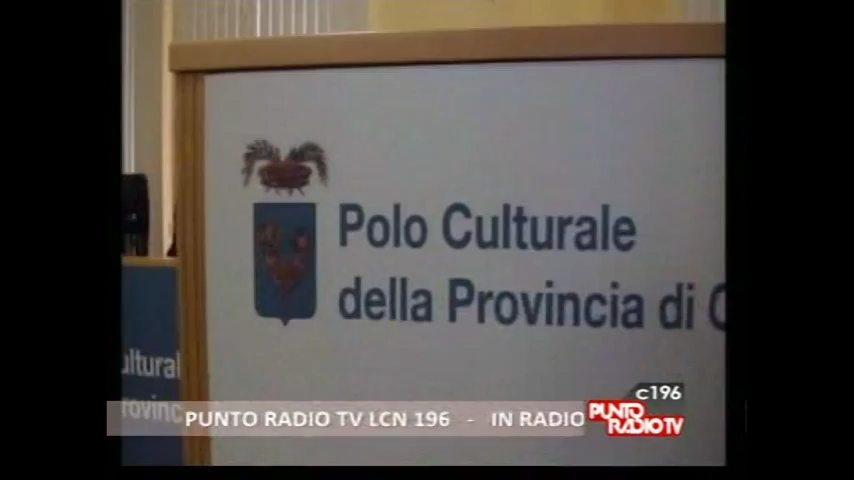 Polo Culturale
della Provincia di C
ultural
rovinc
c196
PUNTO RADIO TV LCN 196 - IN RADIO
PUNTO
RADIO TV